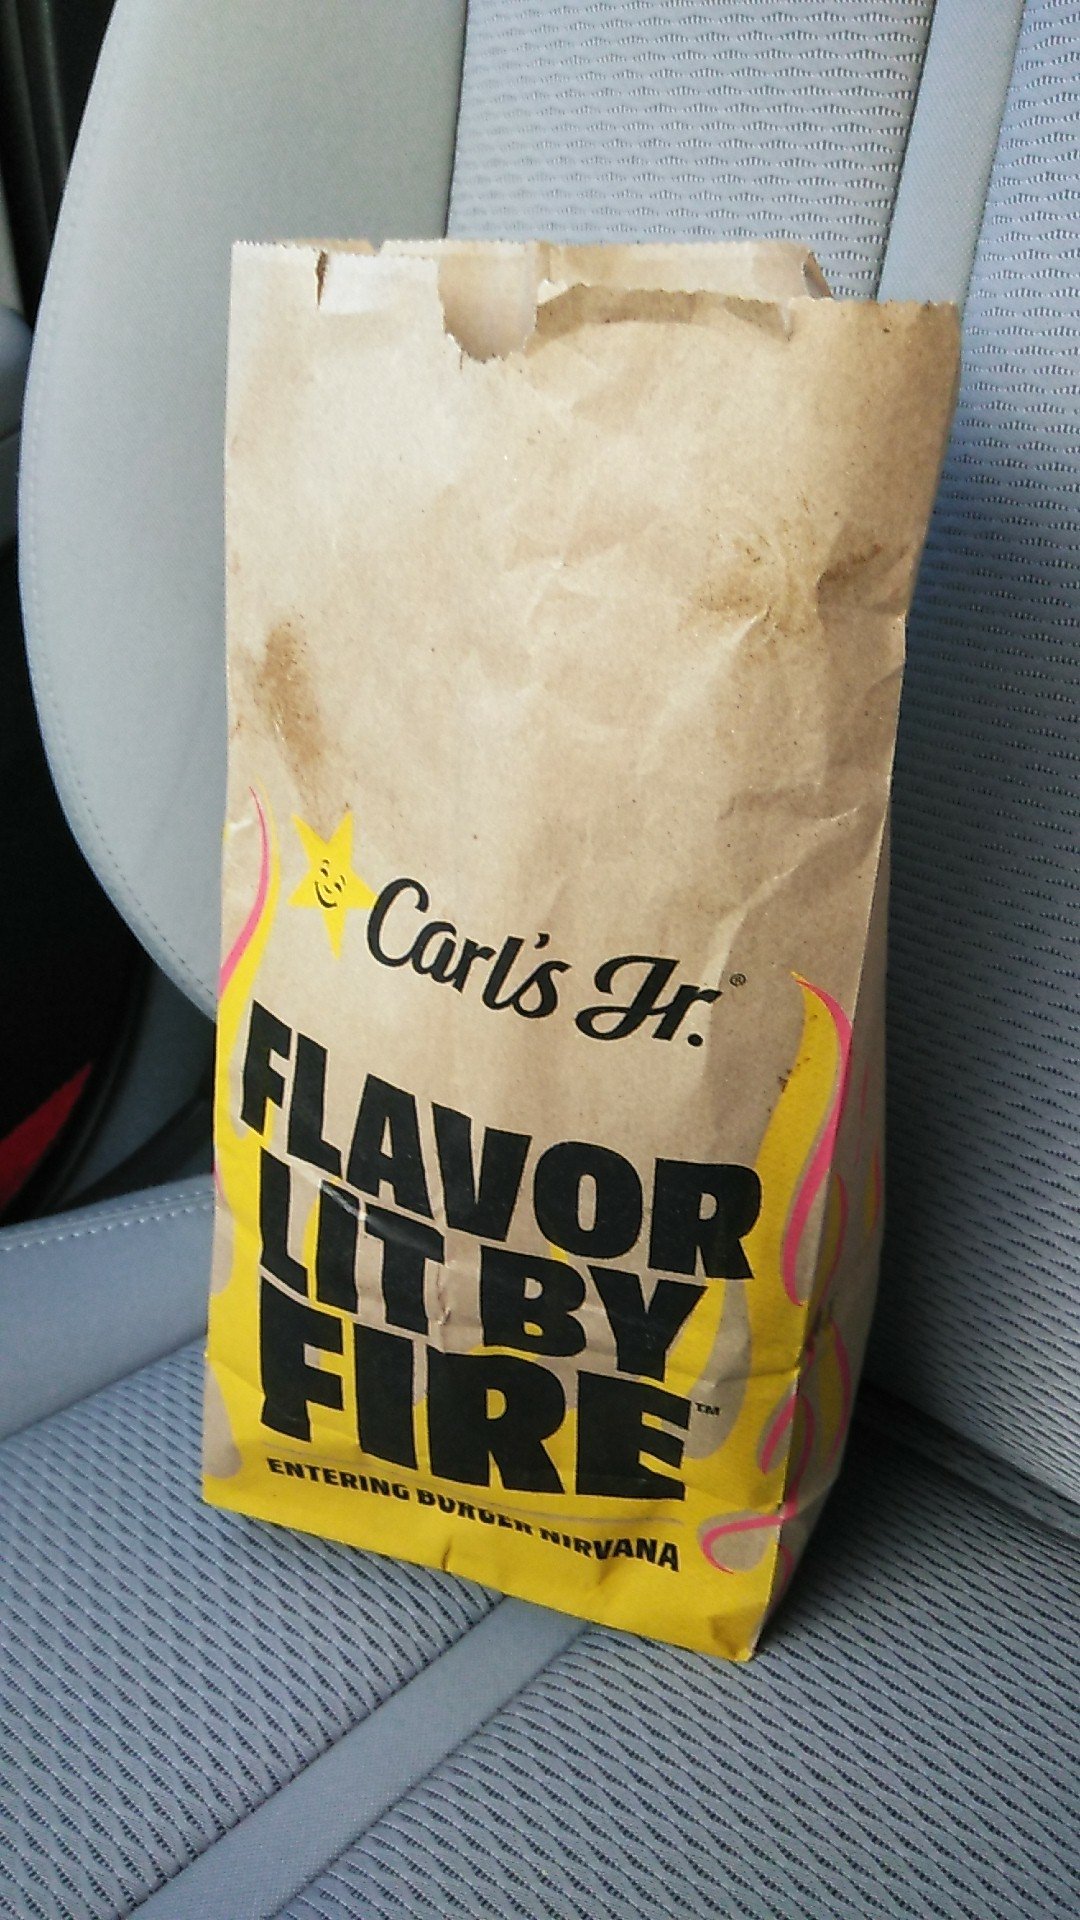 Carl's Jr.®
FLAVOR
LIT BY
FIRE™
ENTERING BURGER NIRVANA